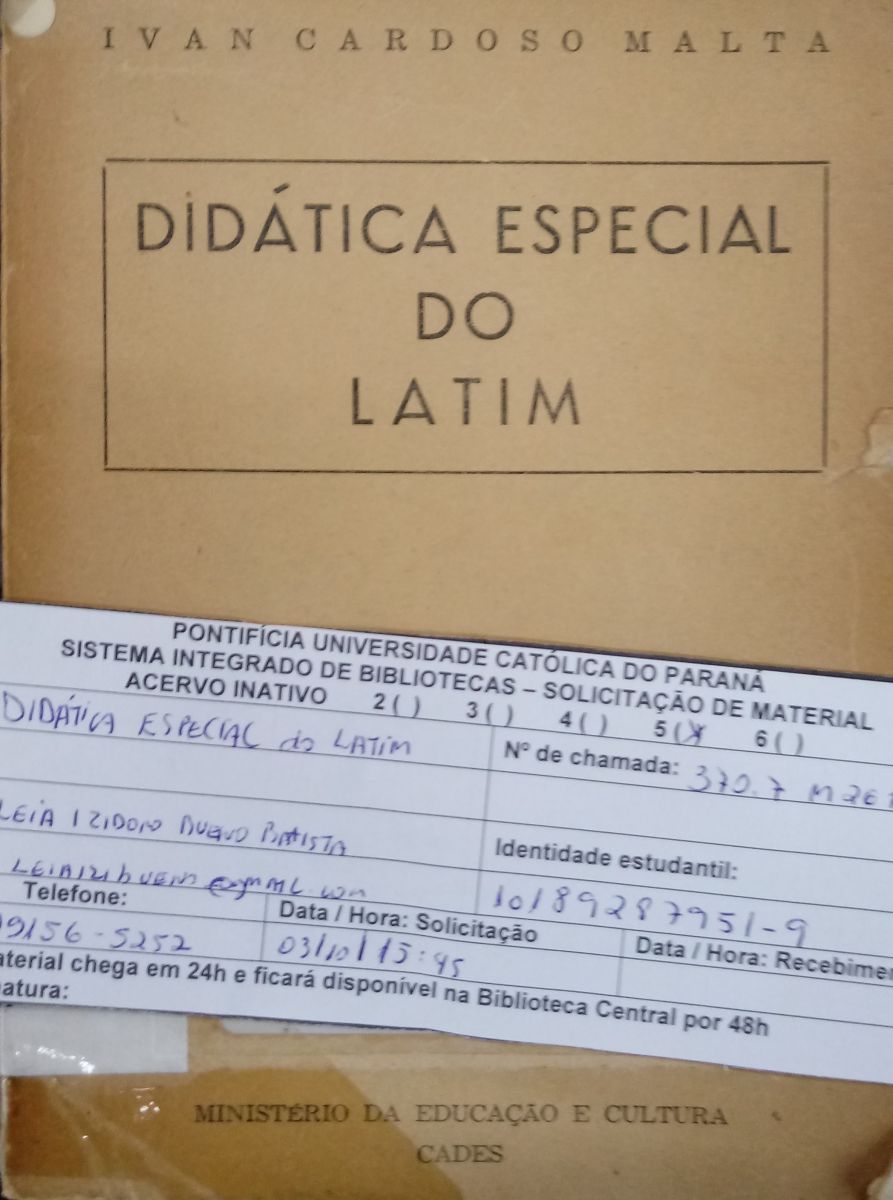 IVAN CARDOSO MALTA
DIDÁTICA ESPECIAL
DO
LATIM
PONTIFÍCIA UNIVERSIDADE CATÓLICA DO PARANÁ
SISTEMA INTEGRADO DE BIBLIOTECAS – SOLICITAÇÃO DE MATERIAL
ACERVO INATIVO 2 ( ) 3 ( ) 4 ( ) 5 (X) 6 ( )
DIDÁTICA ESPECIAL do LATIM
Nº de chamada: 370.7
LEIA IZIDORO BUENO BATISTA
Identidade estudantil:
10189287951-9
Telefone:
Data / Hora: Solicitação
Data / Hora: Recebimen
9156-5252
03/10/15:45
aterial chega em 24h e ficará disponível na Biblioteca Central por 48h
natura:
MINISTÉRIO DA EDUCAÇÃO E CULTURA
CADES